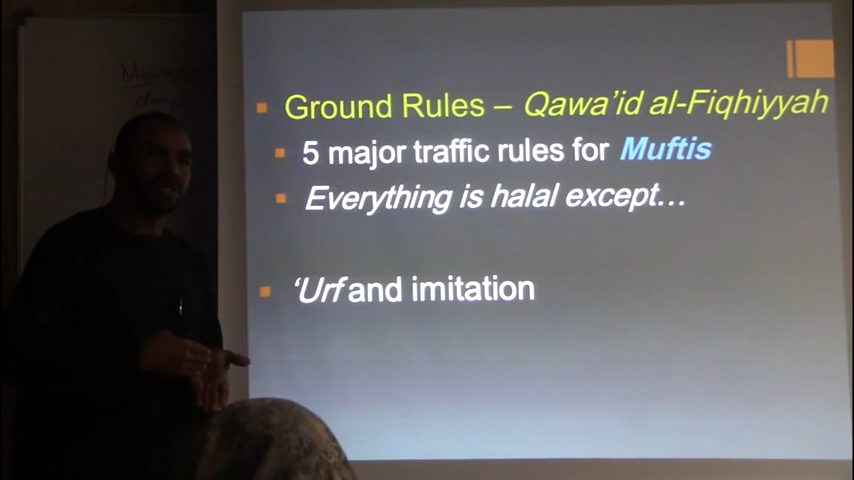 Ground Rules – Qawa'id al-Fiqhiyyah
5 major traffic rules for Muftis
Everything is halal except...
'Urf and imitation